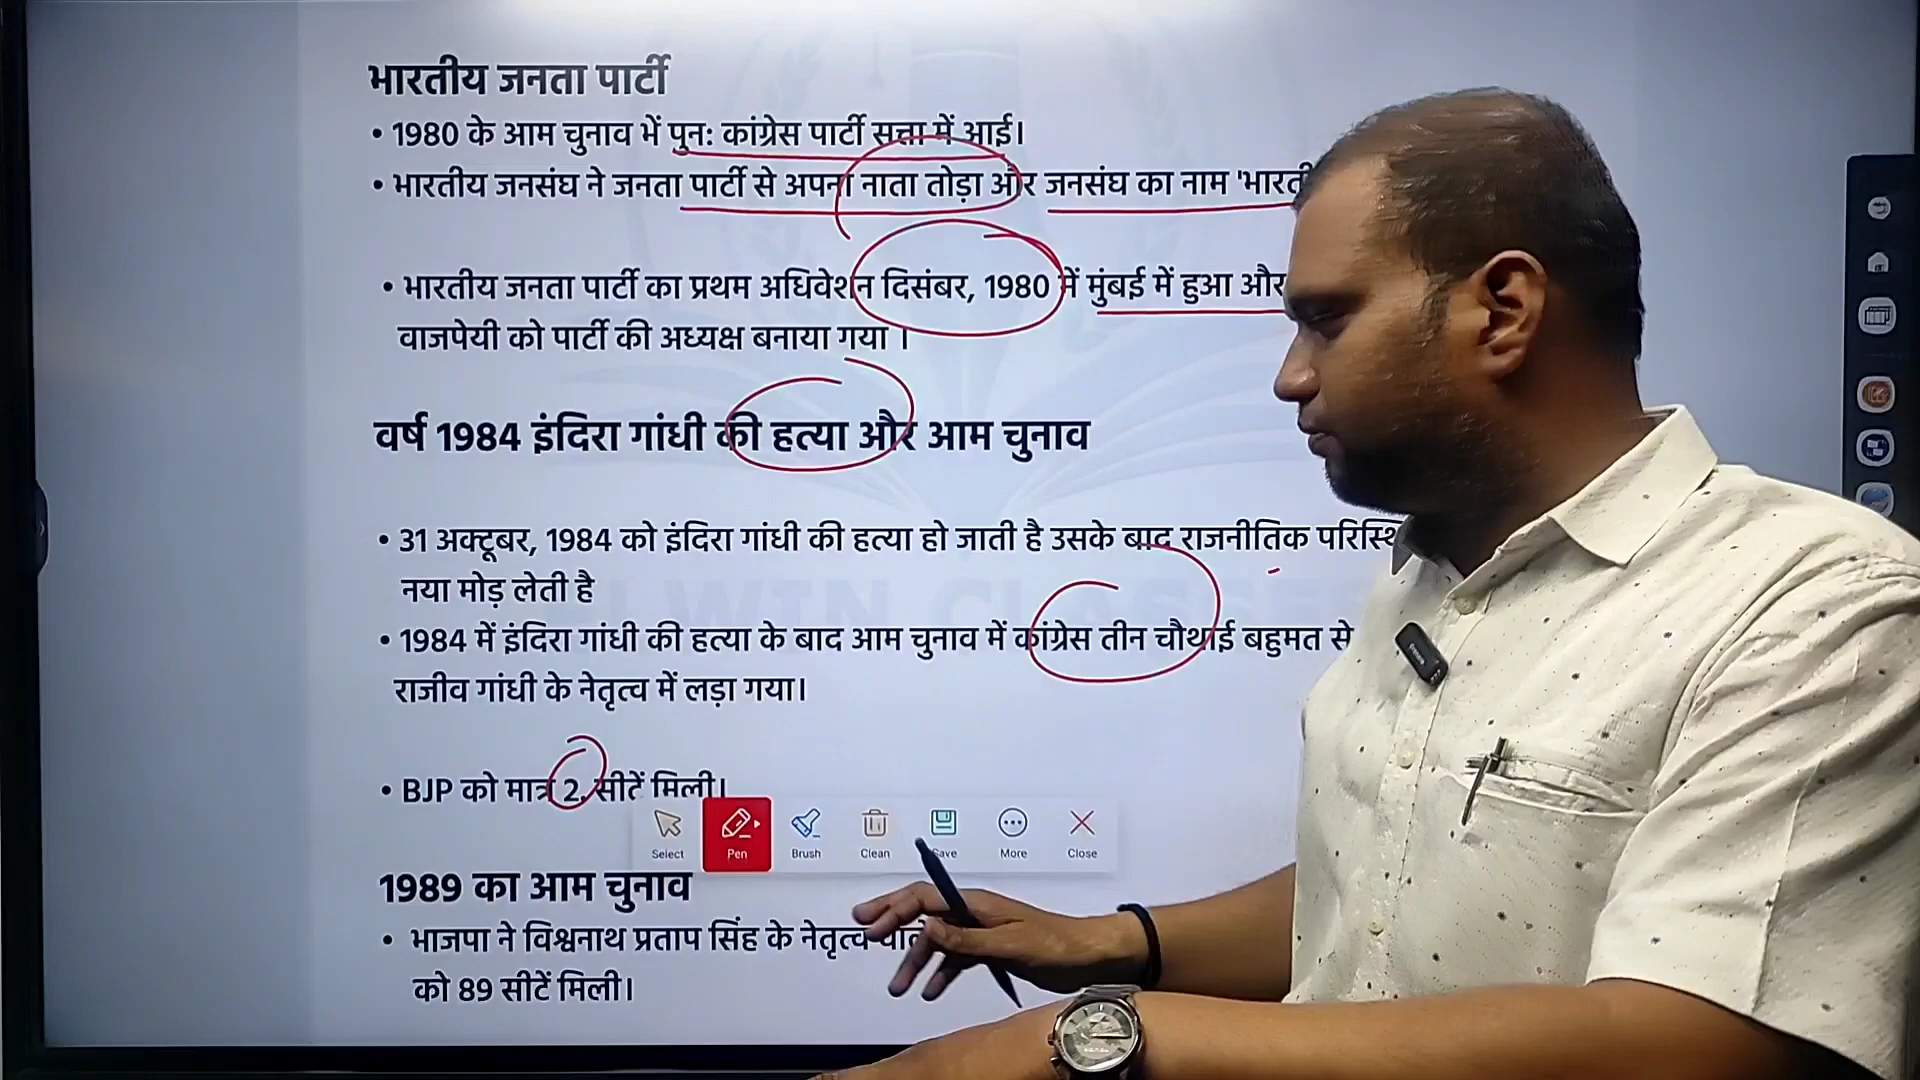 भारतीय जनता पार्टी
• 1980 के आम चुनाव भें पुनः कांग्रेस पार्टी सत्ता में आई।
• भारतीय जनसंघ ने जनता पार्टी से अपना नाता तोड़ा और जनसंघ का नाम 'भारती
• भारतीय जनता पार्टी का प्रथम अधिवेशन दिसंबर, 1980 में मुंबई में हुआ और
वाजपेयी को पार्टी की अध्यक्ष बनाया गया ।
वर्ष 1984 इंदिरा गांधी की हत्या और आम चुनाव
• 31 अक्टूबर, 1984 को इंदिरा गांधी की हत्या हो जाती है उसके बाद राजनीतिक
नया मोड़ लेती है
• 1984 में इंदिरा गांधी की हत्या के बाद आम चुनाव में कांग्रेस तीन चौथाई बहुमत से
राजीव गांधी के नेतृत्व में लड़ा गया।
• BJP को मात्र 2, सीटें मिली।
Select Pen Brush Clean Save More Close
1989 का आम चुनाव
• भाजपा ने विश्वनाथ प्रताप सिंह के नेतृत्व
को 89 सीटें मिली।
WIN CLASSES